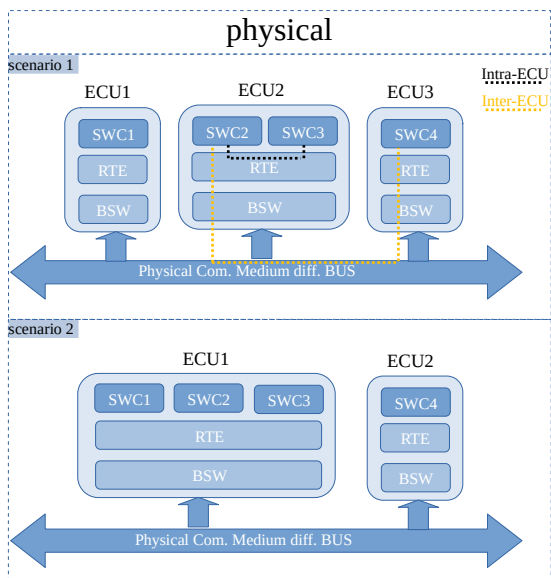 physical
scenario 1
Intra-ECU
Inter-ECU
ECU1
ECU2
ECU3
SWC1
SWC2
SWC3
SWC4
RTE
RTE
RTE
BSW
BSW
BSW
Physical Com. Medium diff. BUS
scenario 2
ECU1
ECU2
SWC1
SWC2
SWC3
SWC4
RTE
RTE
BSW
BSW
Physical Com. Medium diff. BUS